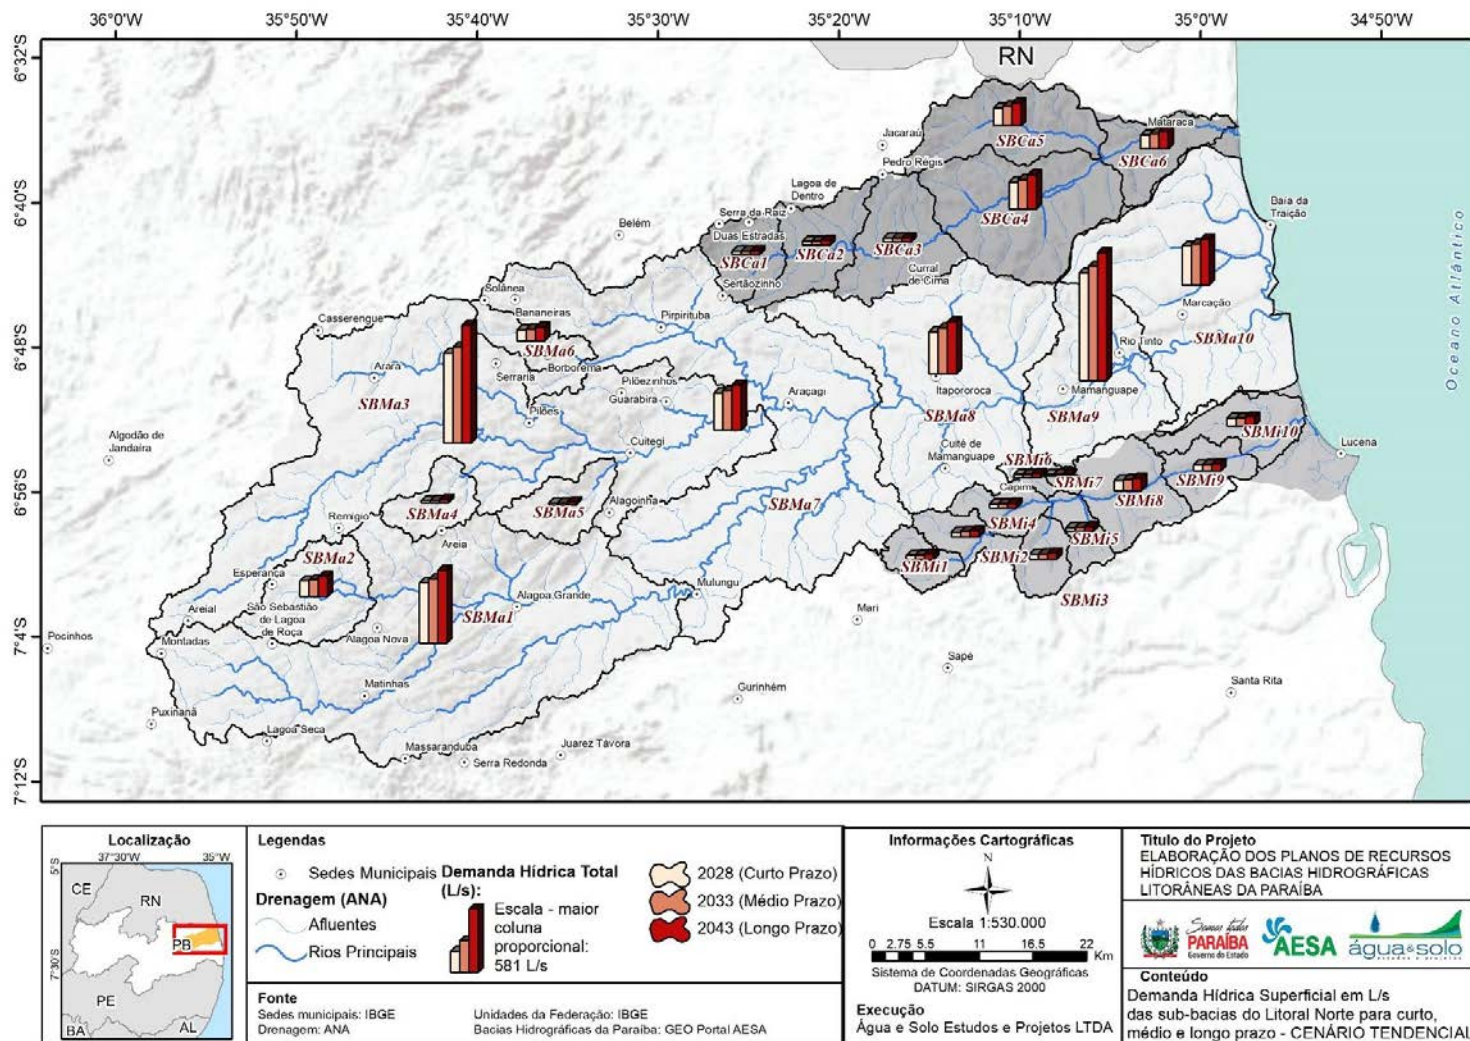 36°0'W 35°50'W 35°40'W 35°30'W 35°20'W 35°10'W 35°0'W 34°50'W
6°32'S
6°40'S
6°48'S
6°56'S
7°4'S
7°12'S
RN
Mataraca
SBCa5
SBCa6
Jacaraú
Pedro Régis
Lagoa de
Dentro
SBCa4
Baía da
Traição
Serra da Raiz
Duas Estradas
Belém
SBCa1
SBCa2
SBCa3
Curral
de Cima
Sertãozinho
Solânea
Marcação
Bananeiras
Casserengue
Pirpirituba
SBMa10
SBMa6
Rio Tinto
Serraria
Borborema
Arara
Pilõezinhos
Guarabira
Araçagi
Itapororoca
Mamanguape
SBMa3
SBMa8
SBMa9
Pilões
SBMi10
Cuitegi
Algodão de
Jandaíra
Cuité de
Mamanguape
Lucena
SBMi6
SBMi9
Capim
SBMi7
SBMi8
SBMa4
SBMa5
Alagoinha
SBMa7
Remígio
Areia
SBMi4
SBMi5
SBMa2
SBMi1
SBMi2
Esperança
SBMi3
Mulungu
Areial
São Sebastião
de Lagoa
de Roça
Alagoa Grande
SBMa1
Mari
Alagoa Nova
Pocinhos
Montadas
Sapé
Matinhas
Gurinhém
Santa Rita
Puxinanã
Lagoa Seca
Massaranduba
Juarez Távora
Serra Redonda
Oceano Atlântico
Localização
37°30'W 35°W
5°S
7°30'S
CE
RN
PB
PE
BA
AL
Legendas
Sedes Municipais
Drenagem (ANA)
Afluentes
Rios Principais
Demanda Hídrica Total
(L/s):
Escala - maior
coluna
proporcional:
581 L/s
2028 (Curto Prazo)
2033 (Médio Prazo)
2043 (Longo Prazo)
Fonte
Sedes municipais: IBGE
Drenagem: ANA
Unidades da Federação: IBGE
Bacias Hidrográficas da Paraíba: GEO Portal AESA
Informações Cartográficas
N
Escala 1:530.000
0 2.75 5.5 11 16.5 22
Km
Sistema de Coordenadas Geográficas
DATUM: SIRGAS 2000
Execução
Água e Solo Estudos e Projetos LTDA
Titulo do Projeto
ELABORAÇÃO DOS PLANOS DE RECURSOS
HÍDRICOS DAS BACIAS HIDROGRÁFICAS
LITORÂNEAS DA PARAÍBA
Somos todos
PARAÍBA
Governo do Estado
AESA
água&solo
estudos e projetos
Conteúdo
Demanda Hídrica Superficial em L/s
das sub-bacias do Litoral Norte para curto,
médio e longo prazo - CENÁRIO TENDENCIAL